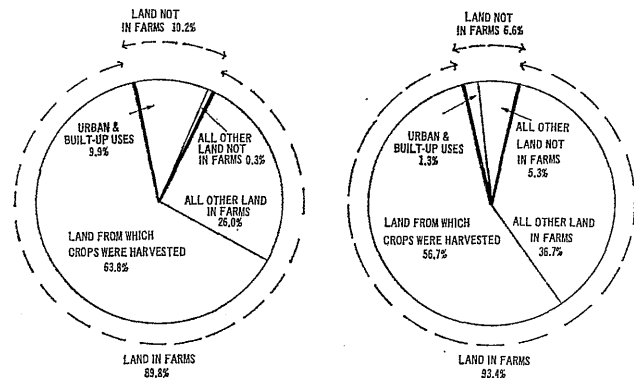 LAND NOT
IN FARMS 10.2%
URBAN &
BUILT-UP USES
9.9%
ALL OTHER
LAND NOT
IN FARMS 0.3%
ALL OTHER LAND
IN FARMS
26.0%
LAND FROM WHICH
CROPS WERE HARVESTED
63.8%
LAND IN FARMS
89.8%
LAND NOT
IN FARMS 6.6%
URBAN &
BUILT-UP USES
1.3%
ALL OTHER
LAND NOT
IN FARMS
5.3%
ALL OTHER LAND
IN FARMS
36.7%
LAND FROM WHICH
CROPS WERE HARVESTED
56.7%
LAND IN FARMS
93.4%